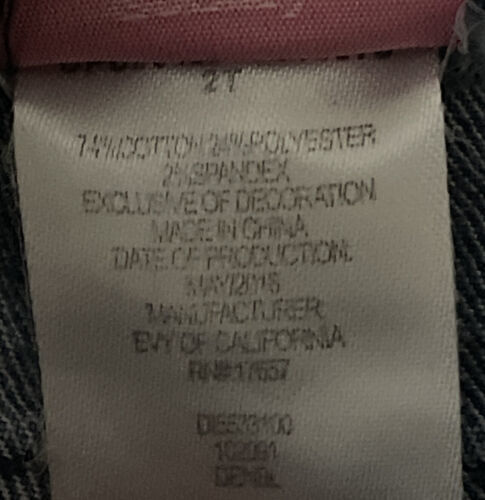 2T
74%COTTON 24%POLYESTER
2%SPANDEX
EXCLUSIVE OF DECORATION
MADE IN CHINA
DATE OF PRODUCTION:
MANUFACTURER:
EVY OF CALIFORNIA
RN#:17657
102091